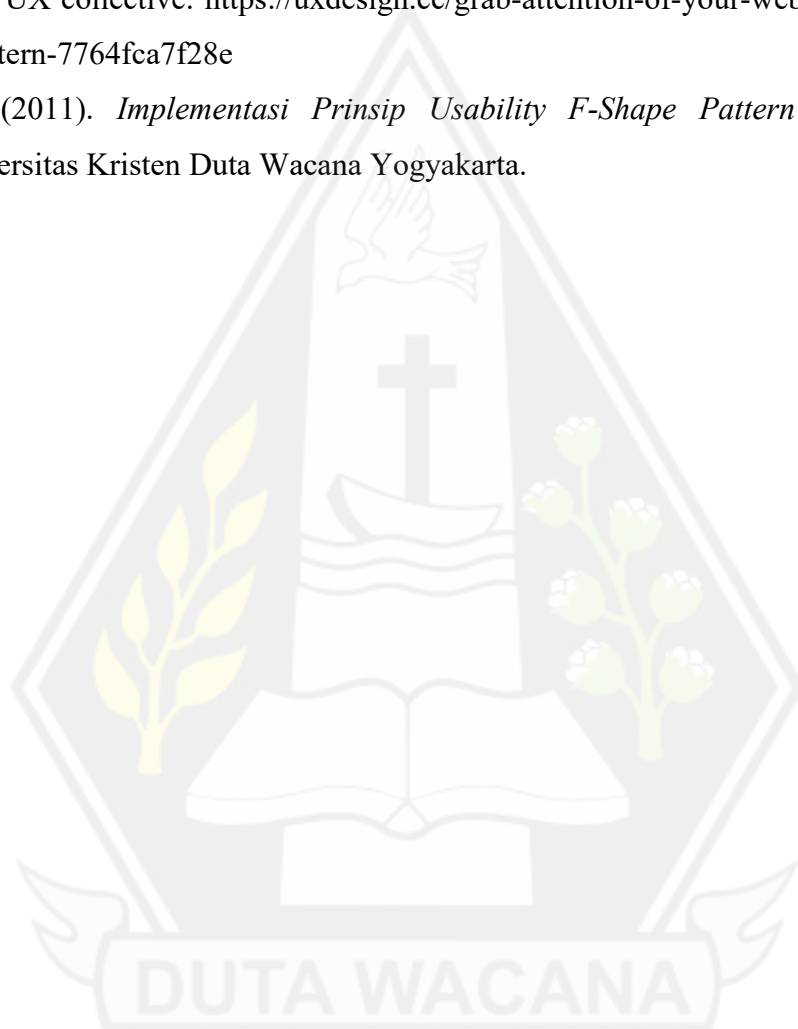 UX collective. https://uxdesign.cc/grab-attention-of-your-web
tern-7764fca7f28e
(2011). Implementasi Prinsip Usability F-Shape Pattern
ersitas Kristen Duta Wacana Yogyakarta.
DUTA WACANA